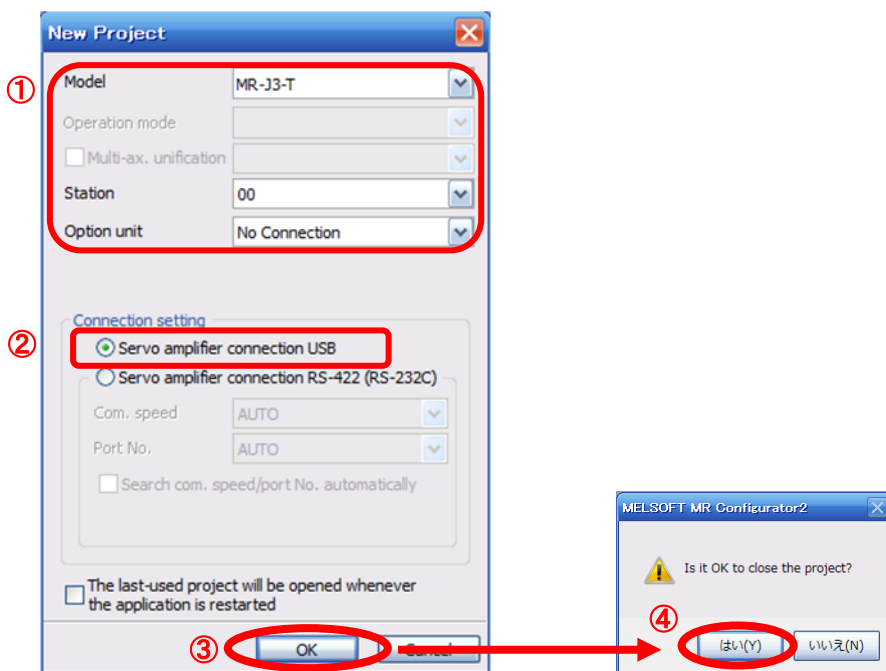 New Project
①
Model
MR-J3-T
Operation mode
Multi-ax. unification
Station
00
Option unit
No Connection
Connection setting
②
Servo amplifier connection USB
Servo amplifier connection RS-422 (RS-232C)
Com. speed
AUTO
Port No.
AUTO
Search com. speed/port No. automatically
The last-used project will be opened whenever
the application is restarted
③
OK
Cancel
MELSOFT MR Configurator2
Is it OK to close the project?
④
はい(Y)
いいえ(N)